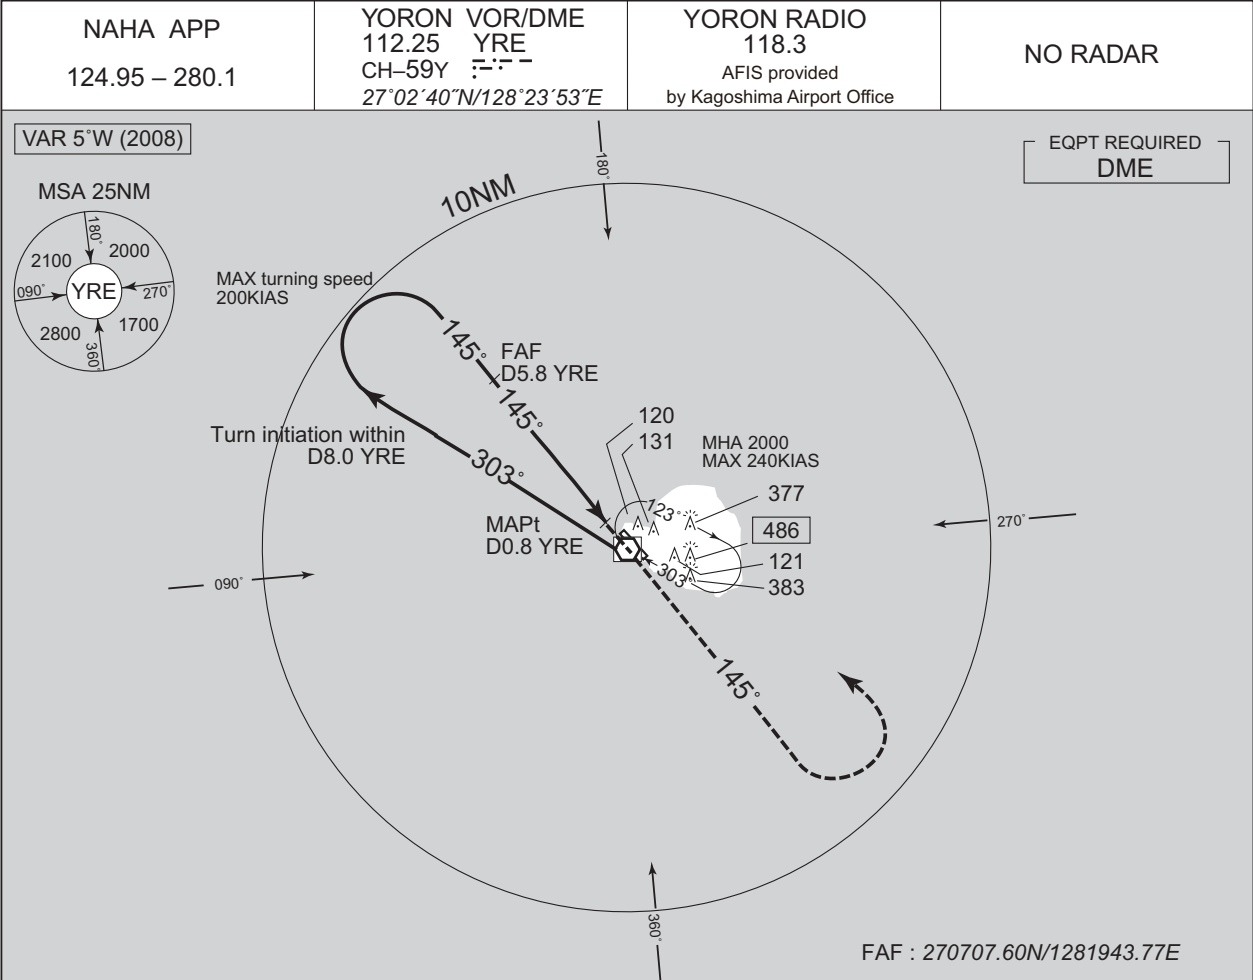 NAHA APP
124.95 – 280.1
YORON VOR/DME
112.25 YRE
CH–59Y
27°02´40˝N/128°23´53˝E
YORON RADIO
118.3
AFIS provided
by Kagoshima Airport Office
NO RADAR
VAR 5°W (2008)
EQPT REQUIRED
DME
MSA 25NM
180°
2100
2000
090°
YRE
270°
2800
1700
360°
180°
10NM
MAX turning speed
200KIAS
145°
FAF
D5.8 YRE
145°
Turn initiation within
D8.0 YRE
303°
120
131
MHA 2000
MAX 240KIAS
377
123°
486
MAPt
D0.8 YRE
121
303°
383
270°
090°
145°
360°
FAF : 270707.60N/1281943.77E